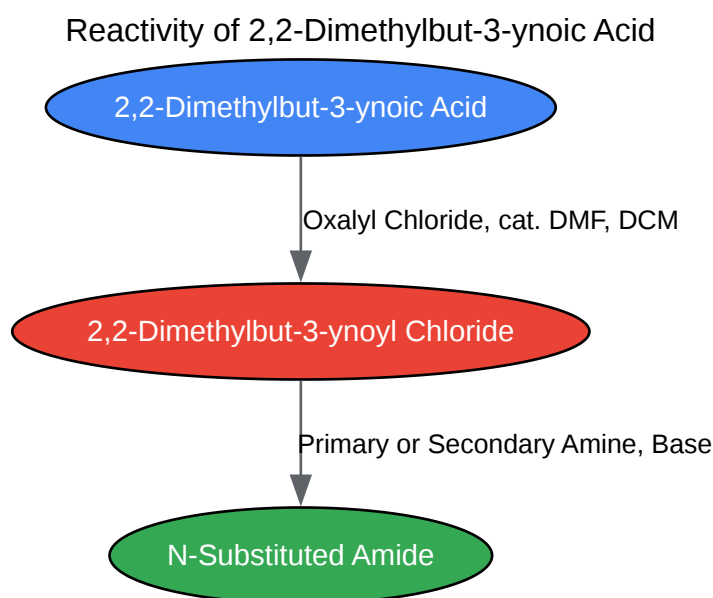 Reactivity of 2,2-Dimethylbut-3-ynoic Acid
2,2-Dimethylbut-3-ynoic Acid
Oxalyl Chloride, cat. DMF, DCM
2,2-Dimethylbut-3-ynoyl Chloride
Primary or Secondary Amine, Base
N-Substituted Amide